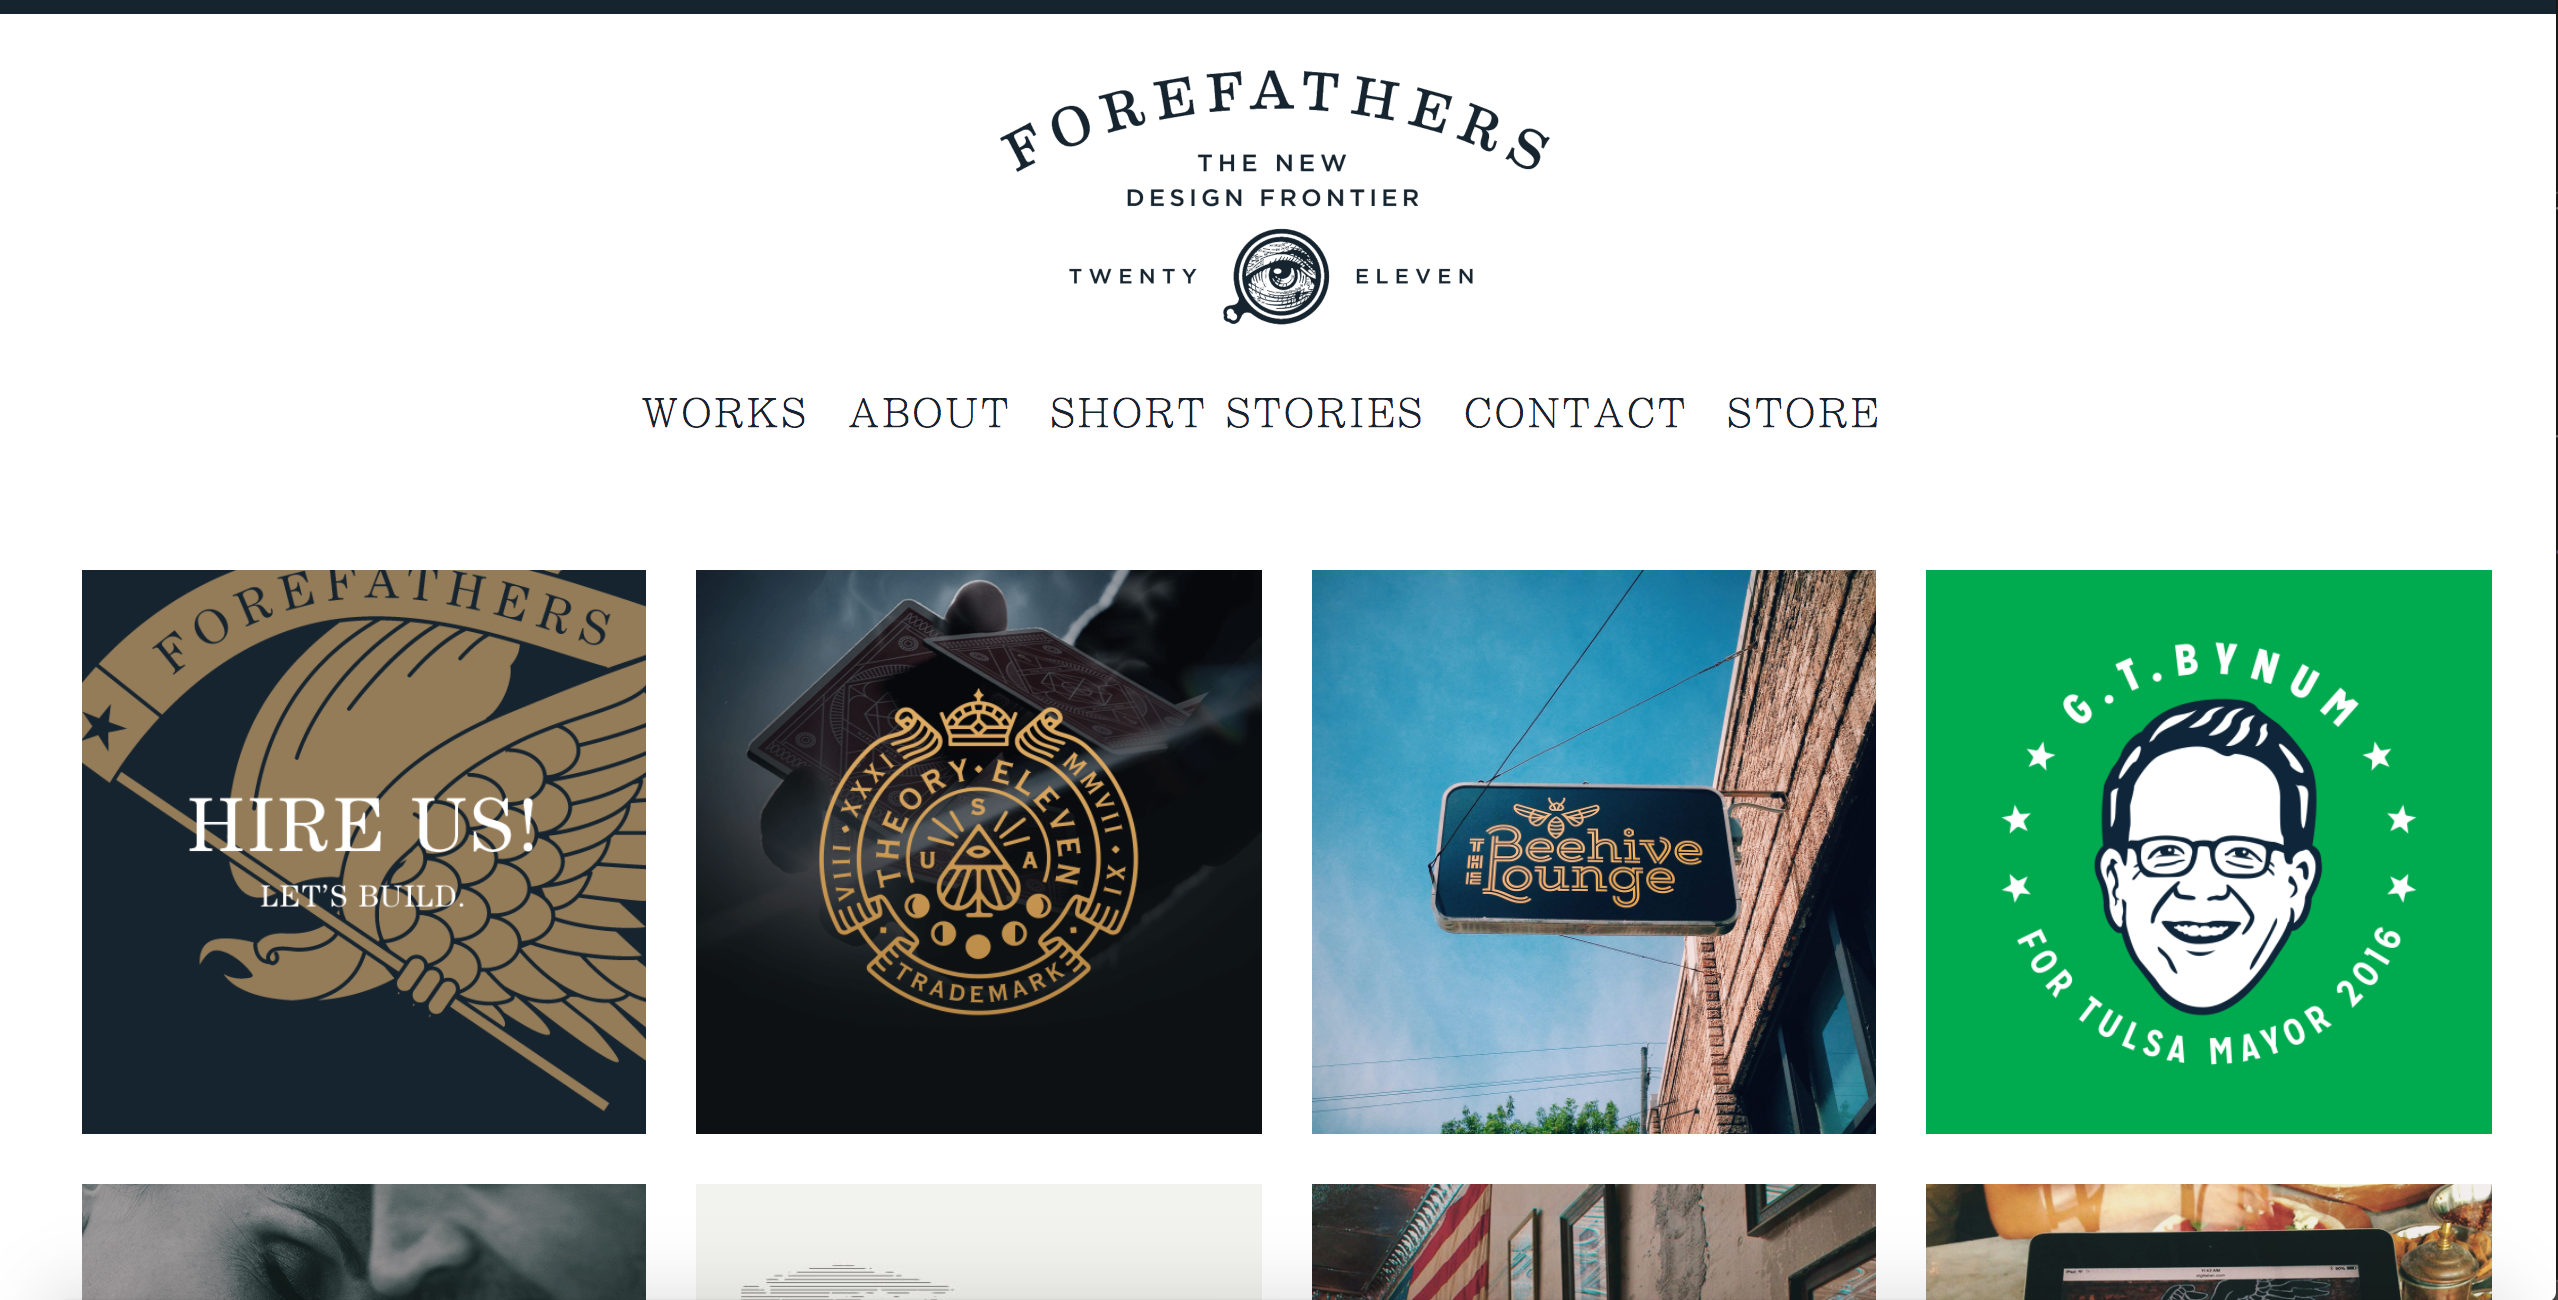 FOREFATHERS
THE NEW
DESIGN FRONTIER
TWENTY ELEVEN
WORKS ABOUT SHORT STORIES CONTACT STORE
FOREFATHERS
HIRE US!
LET'S BUILD.
VIII • XXXI
MMVII • XI
THEORY • ELEVEN
U S A
TRADEMARK
THE
Beehive
Lounge
G.T. BYNUM
FOR TULSA MAYOR 2016